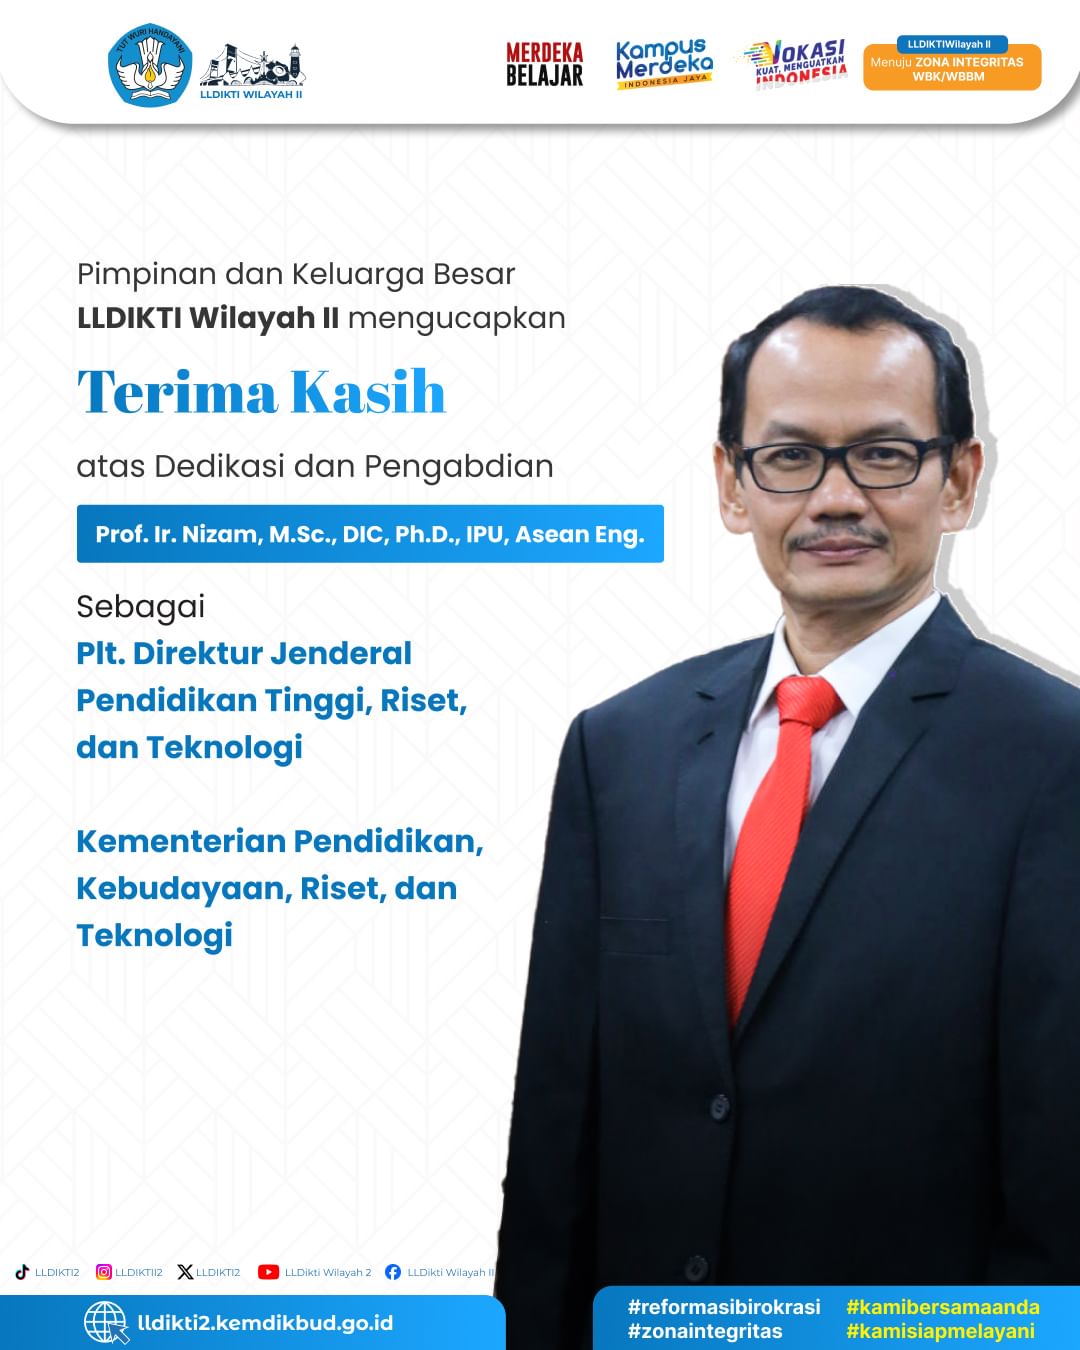 TUT WURI HANDAYANI
LLDIKTI WILAYAH II
MERDEKA
BELAJAR
Kampus
Merdeka
INDONESIA JAYA
VOKASI
KUAT, MENGUATKAN
INDONESIA
LLDIKTIWilayah II
Menuju ZONA INTEGRITAS
WBK/WBBM
Pimpinan dan Keluarga Besar
LLDIKTI Wilayah II mengucapkan
Terima Kasih
atas Dedikasi dan Pengabdian
Prof. Ir. Nizam, M.Sc., DIC, Ph.D., IPU, Asean Eng.
Sebagai
Plt. Direktur Jenderal
Pendidikan Tinggi, Riset,
dan Teknologi
Kementerian Pendidikan,
Kebudayaan, Riset, dan
Teknologi
LLDIKTI2 LLDIKTII2 LLDIKTI2 LLDikti Wilayah 2 LLDikti Wilayah II
lldikti2.kemdikbud.go.id
#reformasibirokrasi #kamibersamaanda
#zonaintegritas #kamisiapmelayani